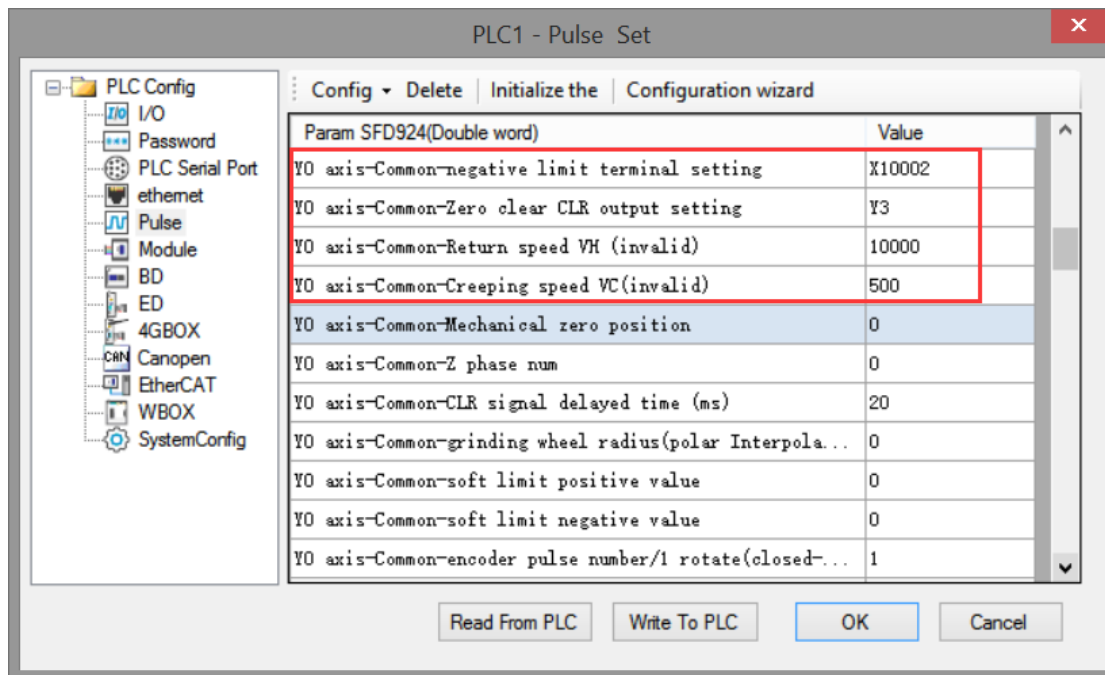 PLC1 - Pulse Set
X
PLC Config
I/O
I/O
Password
PLC Serial Port
ethernet
Pulse
Module
BD
ED
4GBOX
CAN
Canopen
EtherCAT
WBOX
SystemConfig
Config Delete Initialize the Configuration wizard
Param SFD924(Double word) Value
Y0 axis-Common-negative limit terminal setting X10002
Y0 axis-Common-Zero clear CLR output setting Y3
Y0 axis-Common-Return speed VH (invalid) 10000
Y0 axis-Common-Creeping speed VC(invalid) 500
Y0 axis-Common-Mechanical zero position 0
Y0 axis-Common-Z phase num 0
Y0 axis-Common-CLR signal delayed time (ms) 20
Y0 axis-Common-grinding wheel radius(polar Interpola... 0
Y0 axis-Common-soft limit positive value 0
Y0 axis-Common-soft limit negative value 0
Y0 axis-Common-encoder pulse number/1 rotate(closed-... 1
Read From PLC Write To PLC OK Cancel